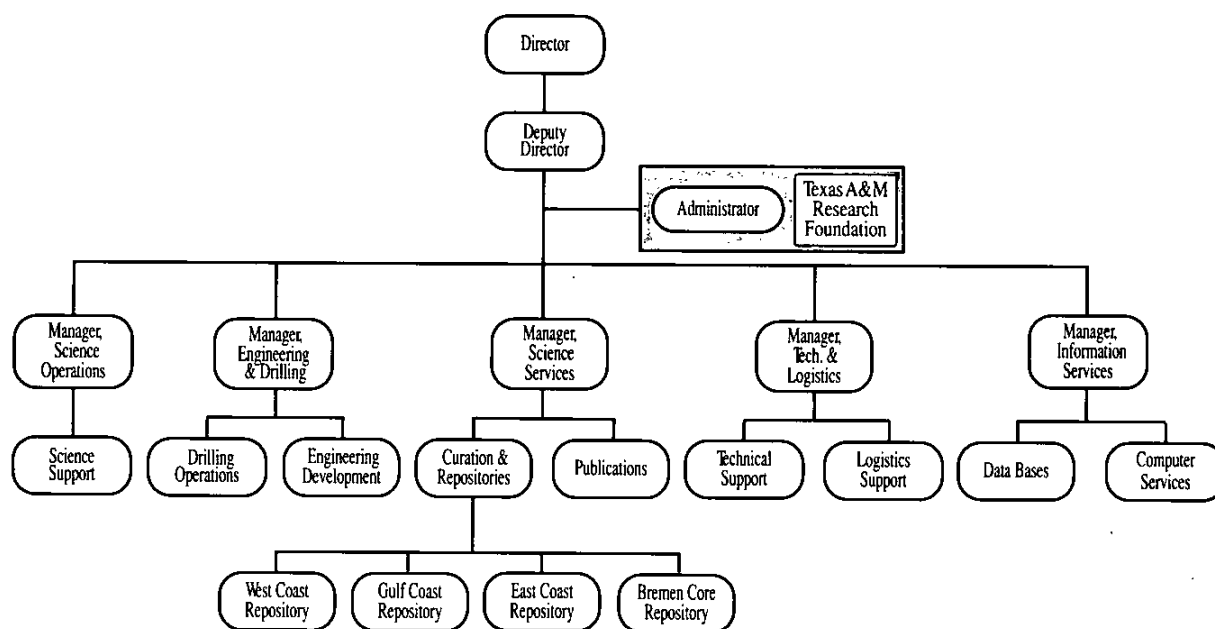 Director
Deputy
Director
Administrator
Texas A&M
Research
Foundation
Manager,
Science
Operations
Manager,
Engineering
& Drilling
Manager,
Science
Services
Manager,
Tech. &
Logistics
Manager,
Information
Services
Science
Support
Drilling
Operations
Engineering
Development
Curation &
Repositories
Publications
Technical
Support
Logistics
Support
Data Bases
Computer
Services
West Coast
Repository
Gulf Coast
Repository
East Coast
Repository
Bremen Core
Repository